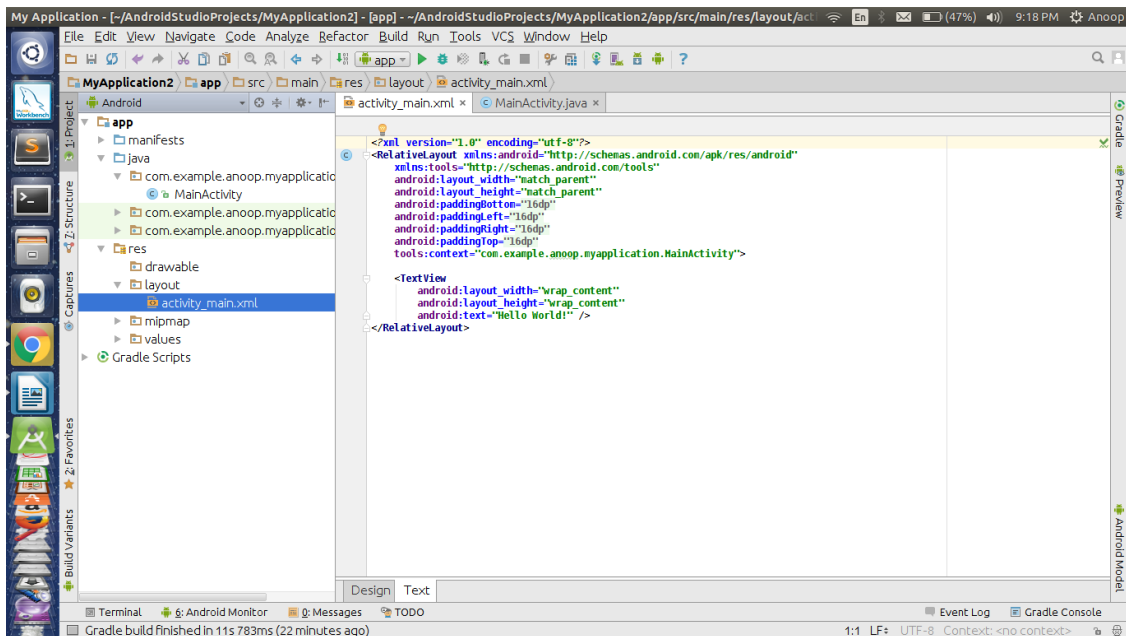 My Application - [~/AndroidStudioProjects/MyApplication2] - [app] - ~/AndroidStudioProjects/MyApplication2/app/src/main/res/layout/acti En (47%) 9:18 PM Anoop
File Edit View Navigate Code Analyze Refactor Build Run Tools VCS Window Help
app
MyApplication2 app src main res layout activity_main.xml
Android
activity_main.xml × MainActivity.java ×
1: Project
Z: Structure
Captures
2: Favorites
Build Variants
app
manifests
java
com.example.anoop.myapplicatio
MainActivity
com.example.anoop.myapplicatio
com.example.anoop.myapplicatio
res
drawable
layout
activity_main.xml
mipmap
values
Gradle Scripts
<?xml version="1.0" encoding="utf-8"?>
<RelativeLayout xmlns:android="http://schemas.android.com/apk/res/android"
xmlns:tools="http://schemas.android.com/tools"
android:layout_width="match_parent"
android:layout_height="match_parent"
android:paddingBottom="16dp"
android:paddingLeft="16dp"
android:paddingRight="16dp"
android:paddingTop="16dp"
tools:context="com.example.anoop.myapplication.MainActivity">
<TextView
android:layout_width="wrap_content"
android:layout_height="wrap_content"
android:text="Hello World!" />
</RelativeLayout>
Gradle
Preview
Android Model
Design Text
Terminal 6: Android Monitor 0: Messages TODO Event Log Gradle Console
Gradle build finished in 11s 783ms (22 minutes ago) 1:1 LF÷ UTF-8 Context: <no context>
Workbench